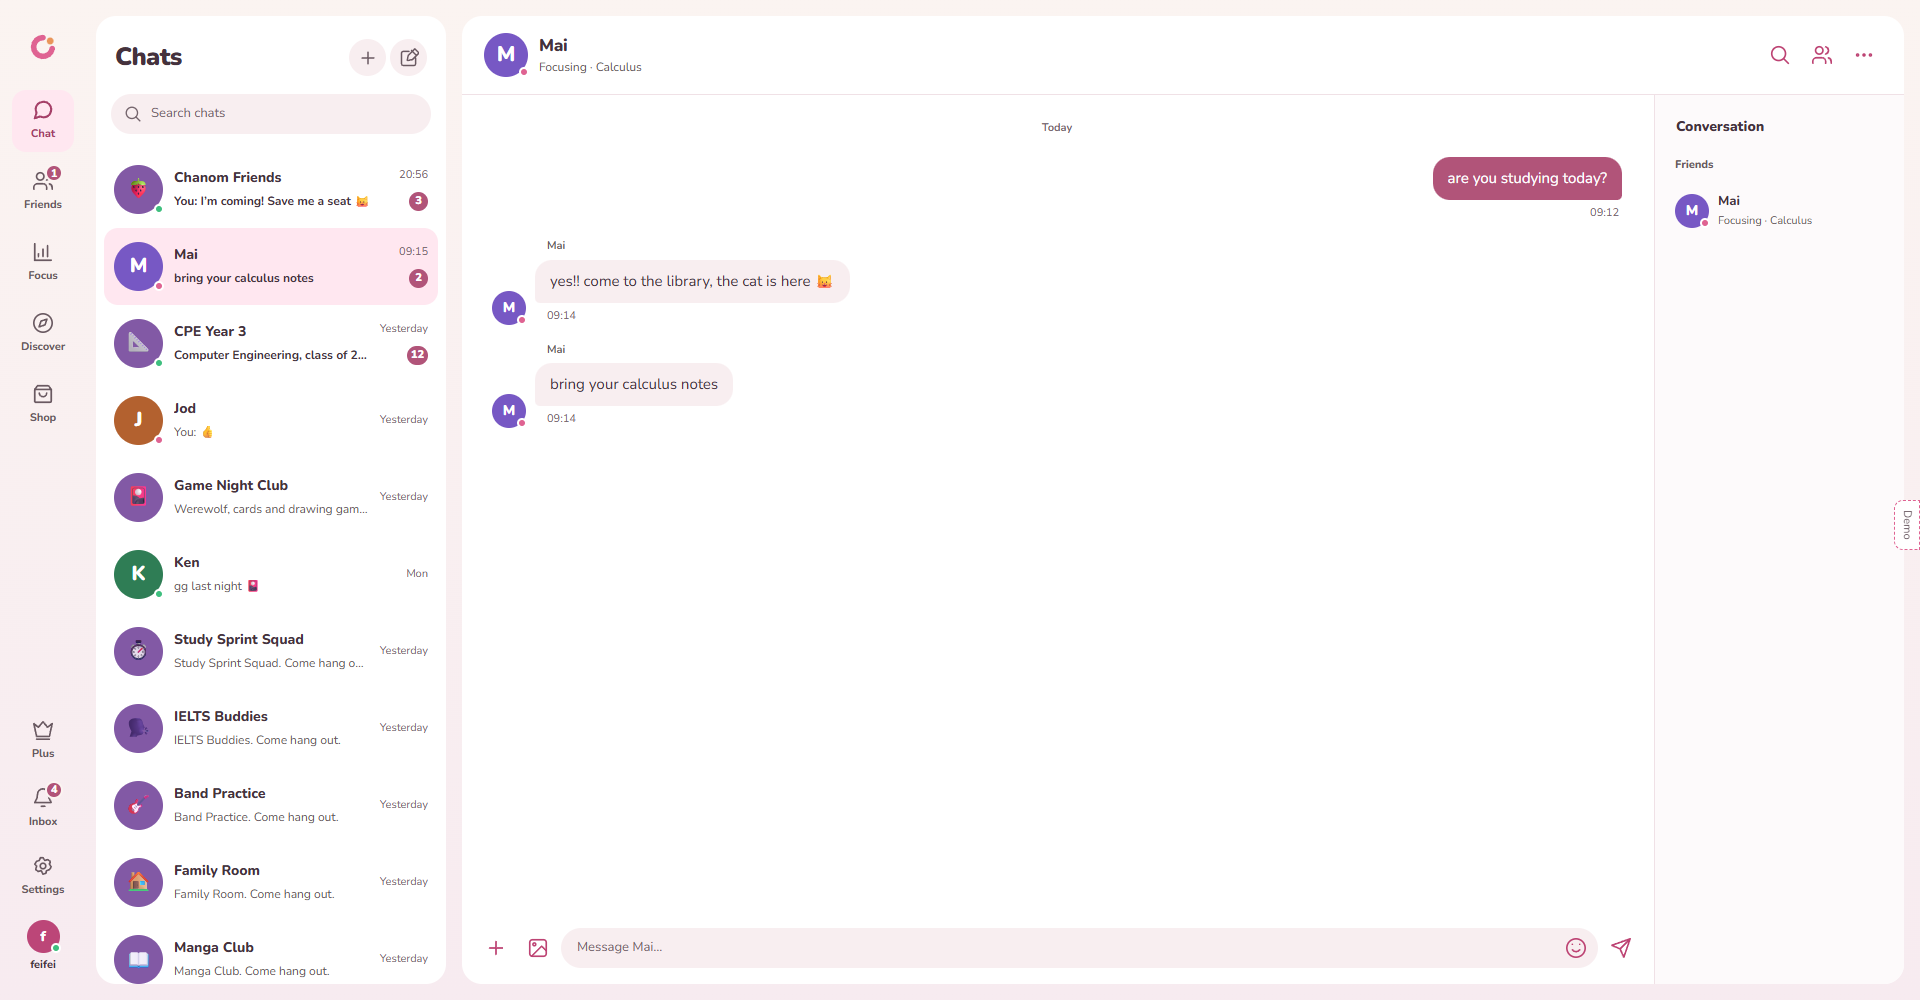 Chat
1
Friends
Focus
Discover
Shop
Plus
4
Inbox
Settings
f
feifei
Chats
Search chats
Chanom Friends
20:56
You: I'm coming! Save me a seat 😹
3
M
Mai
09:15
bring your calculus notes
2
CPE Year 3
Yesterday
Computer Engineering, class of 2...
12
J
Jod
Yesterday
You: 👍
Game Night Club
Yesterday
Werewolf, cards and drawing gam...
K
Ken
Mon
gg last night 🎴
Study Sprint Squad
Yesterday
Study Sprint Squad. Come hang o...
IELTS Buddies
Yesterday
IELTS Buddies. Come hang out.
Band Practice
Yesterday
Band Practice. Come hang out.
Family Room
Yesterday
Family Room. Come hang out.
Manga Club
Yesterday
Manga Club. Come hang out.
M
Mai
Focusing · Calculus
Today
are you studying today?
09:12
Mai
yes!! come to the library, the cat is here 😹
M
09:14
Mai
bring your calculus notes
M
09:14
Message Mai...
Conversation
Friends
M
Mai
Focusing · Calculus
Demo